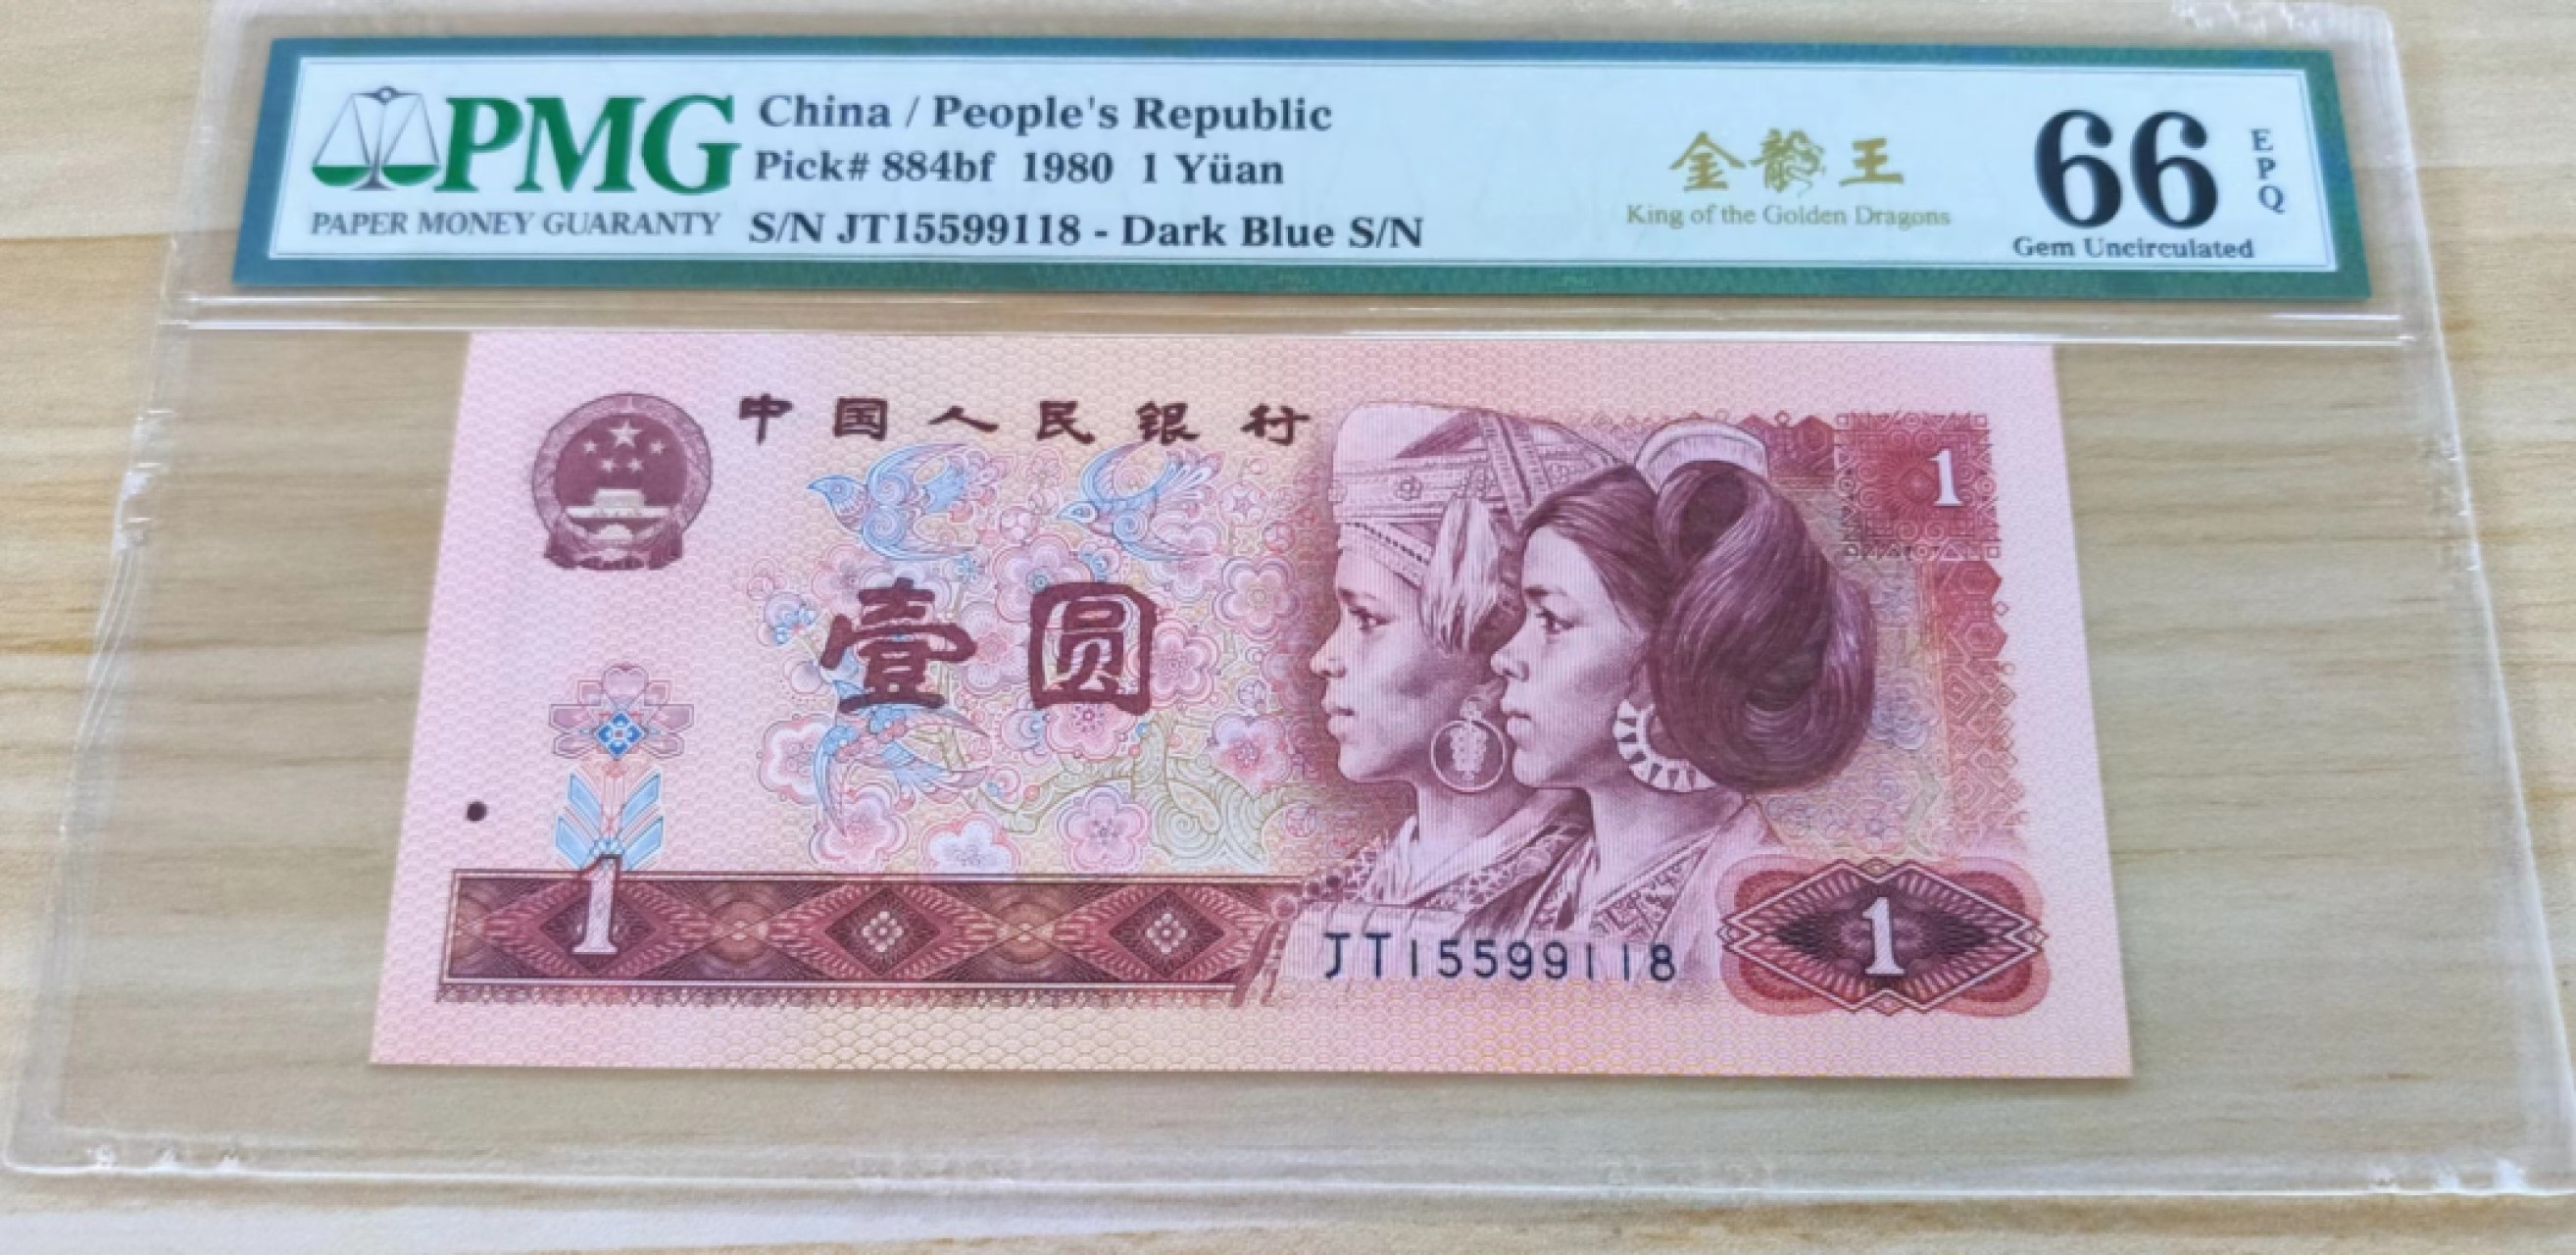 PMG
PAPER MONEY GUARANTY
China / People's Republic
Pick# 884bf 1980 1 Yüan
S/N JT15599118 - Dark Blue S/N
金龍王
King of the Golden Dragons
66
EPQ
Gem Uncirculated
中国人民银行
1
壹圆
1
JT15599118
1